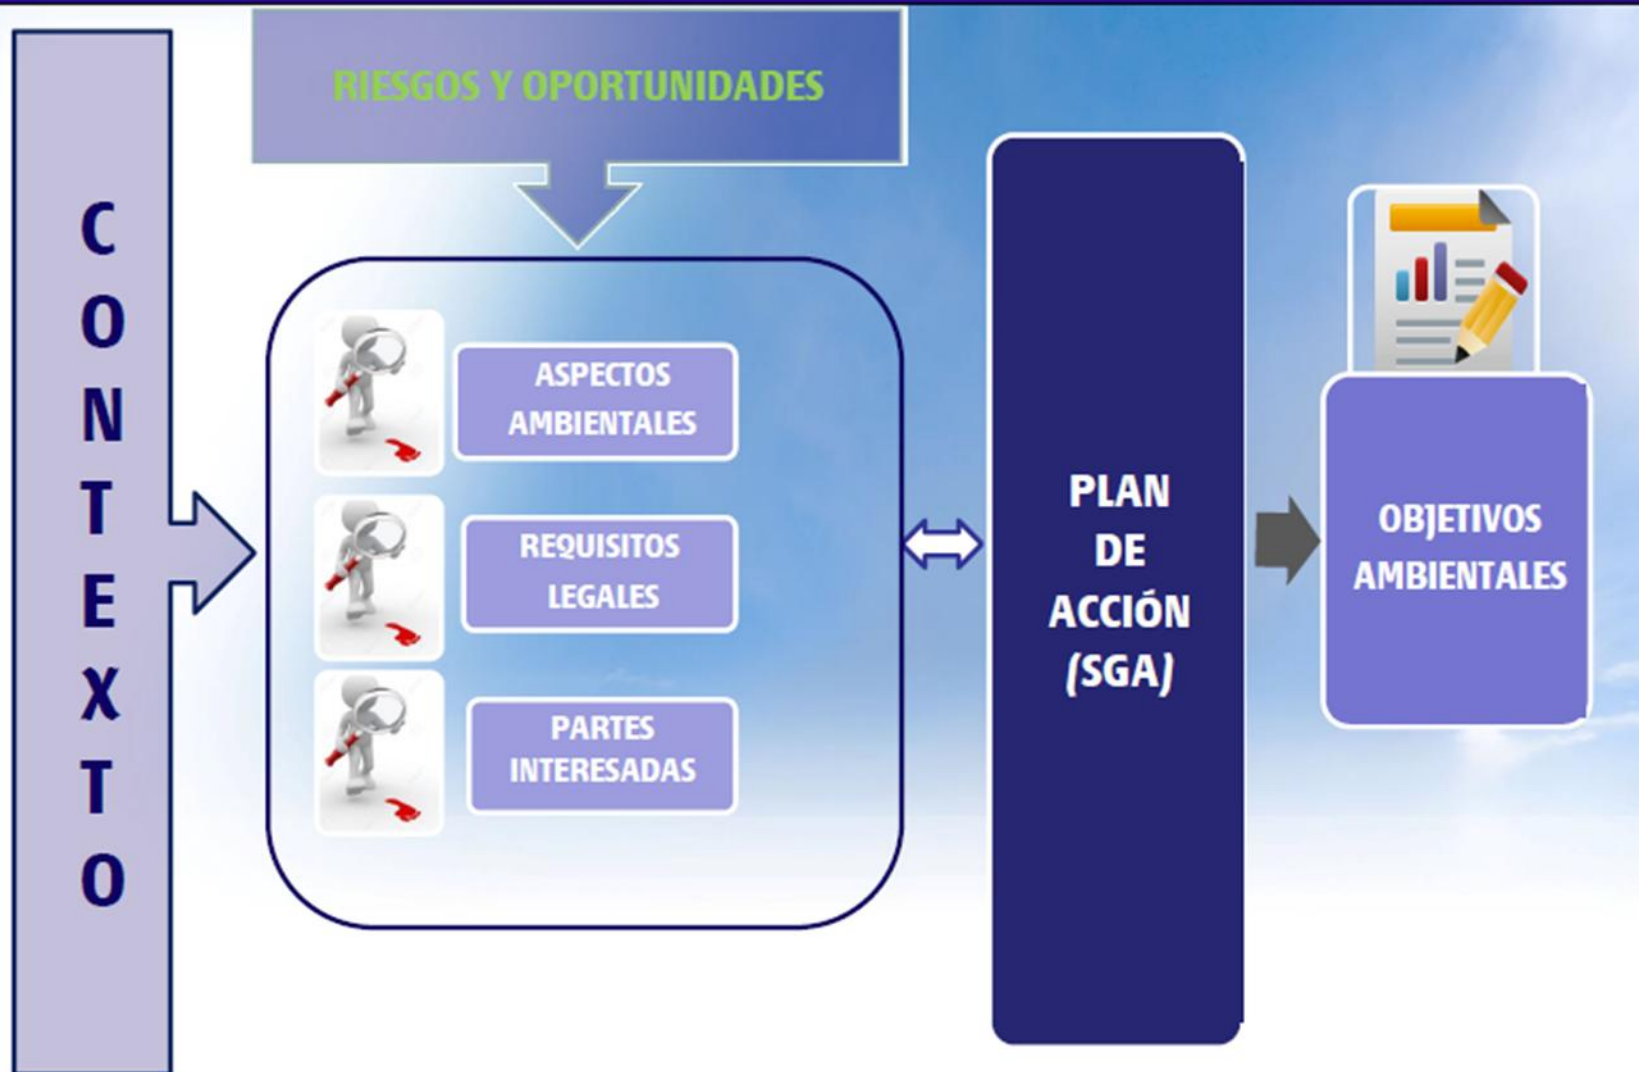 C
O
N
T
E
X
T
O
RIESGOS Y OPORTUNIDADES
ASPECTOS
AMBIENTALES
REQUISITOS
LEGALES
PARTES
INTERESADAS
PLAN
DE
ACCIÓN
(SGA)
OBJETIVOS
AMBIENTALES